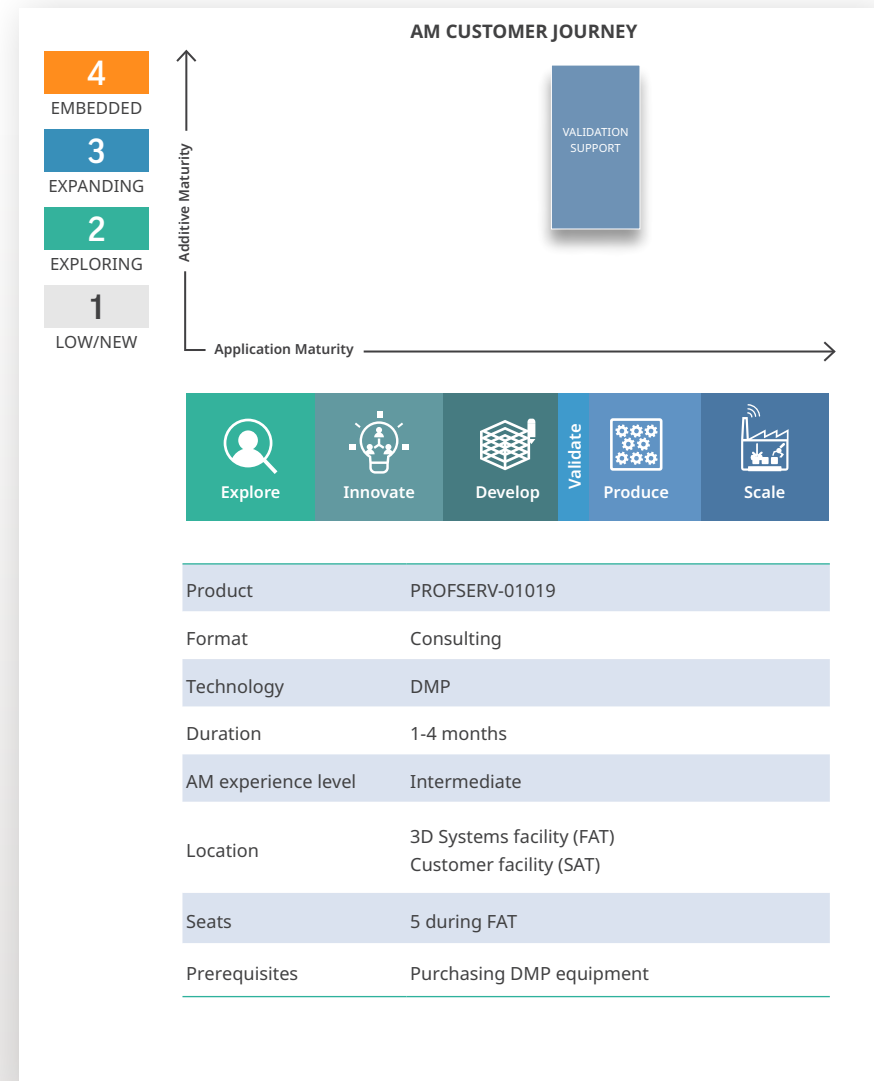 AM CUSTOMER JOURNEY
4
EMBEDDED
3
EXPANDING
2
EXPLORING
1
LOW/NEW
Additive Maturity
VALIDATION
SUPPORT
Application Maturity
Explore
Innovate
Develop
Validate
Produce
Scale
Product PROFSERV-01019
Format Consulting
Technology DMP
Duration 1-4 months
AM experience level Intermediate
Location 3D Systems facility (FAT)
Customer facility (SAT)
Seats 5 during FAT
Prerequisites Purchasing DMP equipment